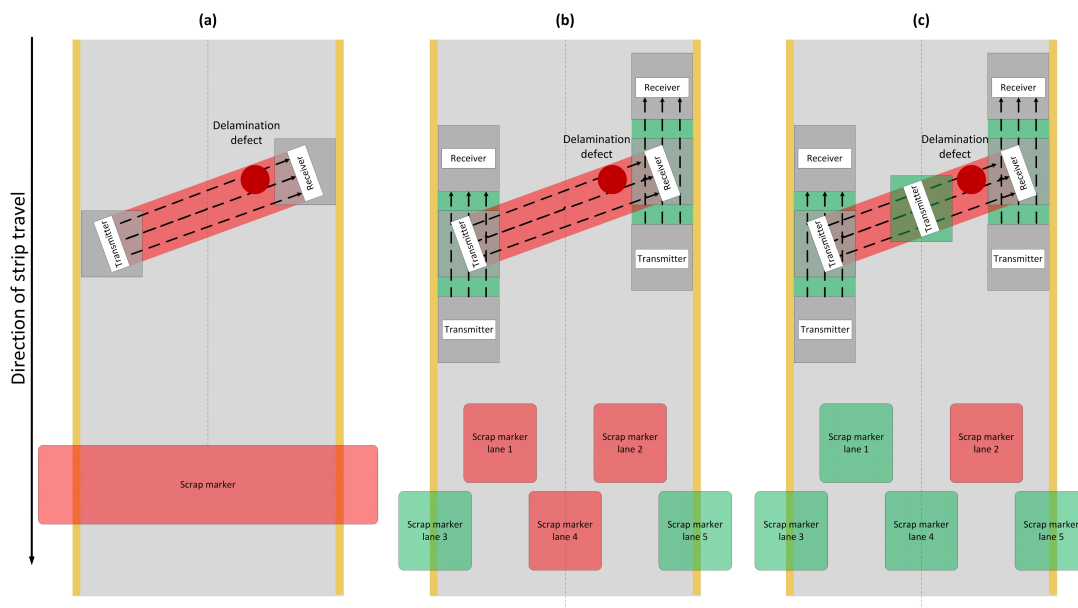 (a)
(b)
(c)
Direction of strip travel
Delamination
defect
Transmitter
Receiver
Scrap marker
Receiver
Receiver
Delamination
defect
Transmitter
Receiver
Transmitter
Transmitter
Scrap marker
lane 1
Scrap marker
lane 2
Scrap marker
lane 3
Scrap marker
lane 4
Scrap marker
lane 5
Receiver
Receiver
Delamination
defect
Transmitter
Transmitter
Receiver
Transmitter
Transmitter
Scrap marker
lane 1
Scrap marker
lane 2
Scrap marker
lane 3
Scrap marker
lane 4
Scrap marker
lane 5